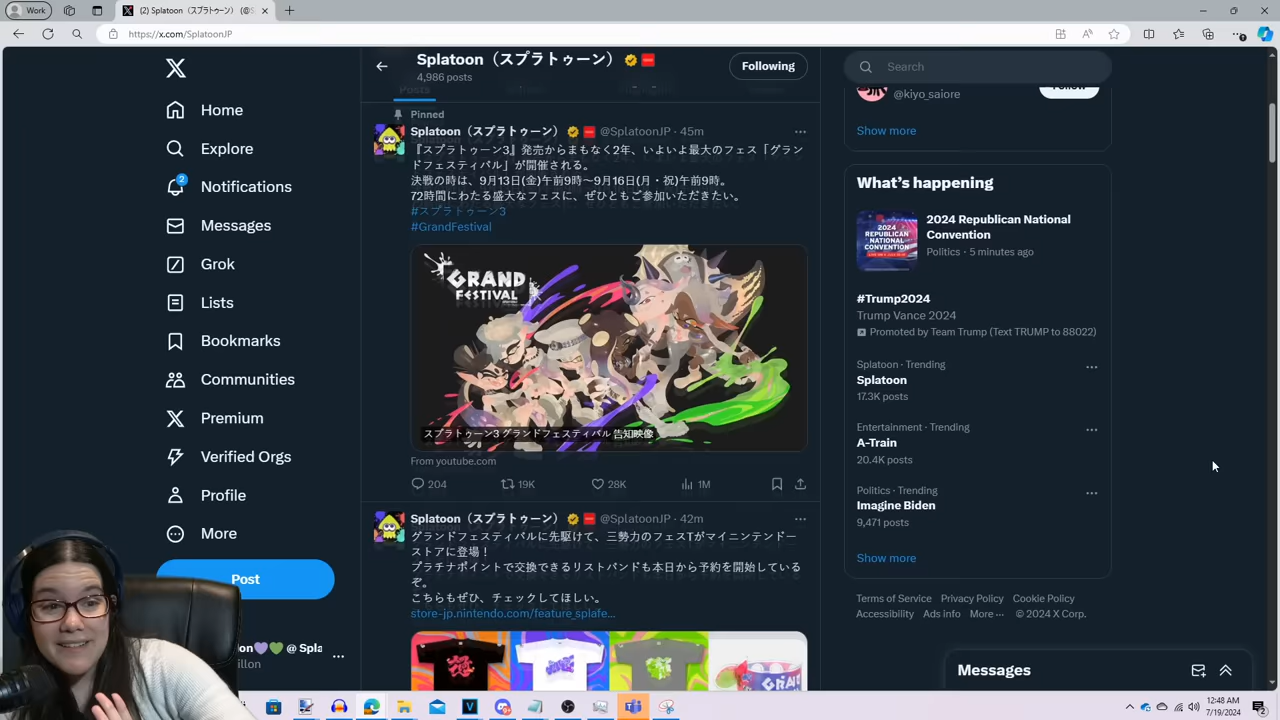 Work
(2) Splatoon（スプラトゥーン） (@S
https://x.com/SplatoonJP
Home
Explore
2
Notifications
Messages
Grok
Lists
Bookmarks
Communities
Premium
Verified Orgs
Profile
More
Post
Splatoon（スプラトゥーン）
4,986 posts
Following
Posts
Pinned
Splatoon（スプラトゥーン） @SplatoonJP · 45m
『スプラトゥーン3』発売からまもなく2年、いよいよ最大のフェス「グラン
ドフェスティバル」が開催される。
決戦の時は、9月13日(金)午前9時～9月16日(月・祝)午前9時。
72時間にわたる盛大なフェスに、ぜひともご参加いただきたい。
#スプラトゥーン3
#GrandFestival
GRAND
FESTIVAL
スプラトゥーン3 グランドフェスティバル 告知映像
From youtube.com
204
19K
28K
1M
Splatoon（スプラトゥーン） @SplatoonJP · 42m
グランドフェスティバルに先駆けて、三勢力のフェスTがマイニンテンドー
ストアに登場！
プラチナポイントで交換できるリストバンドも本日から予約を開始している
ぞ。
こちらもぜひ、チェックしてほしい。
store-jp.nintendo.com/feature_splafe...
Search
@kiyo_saiore
Follow
Show more
What's happening
2024
REPUBLICAN
NATIONAL
CONVENTION
2024 Republican National
Convention
Politics · 5 minutes ago
#Trump2024
Trump Vance 2024
Promoted by Team Trump (Text TRUMP to 88022)
Splatoon · Trending
Splatoon
17.3K posts
Entertainment · Trending
A-Train
20.4K posts
Politics · Trending
Imagine Biden
9,471 posts
Show more
Terms of Service Privacy Policy Cookie Policy
Accessibility Ads info More ··· © 2024 X Corp.
Messages
12:48 AM
7/19/2024
2